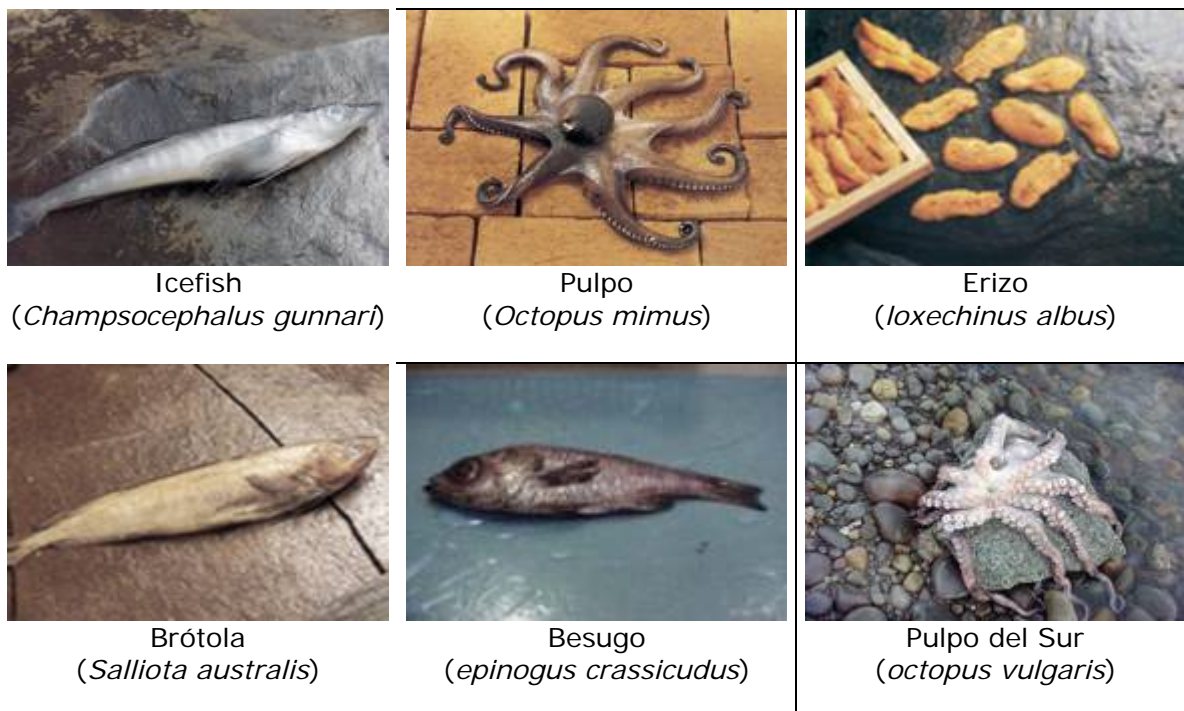 Icefish
(Champsocephalus gunnari)
Pulpo
(Octopus mimus)
Erizo
(loxechinus albus)
Brótola
(Salliota australis)
Besugo
(epinogus crassicudus)
Pulpo del Sur
(octopus vulgaris)